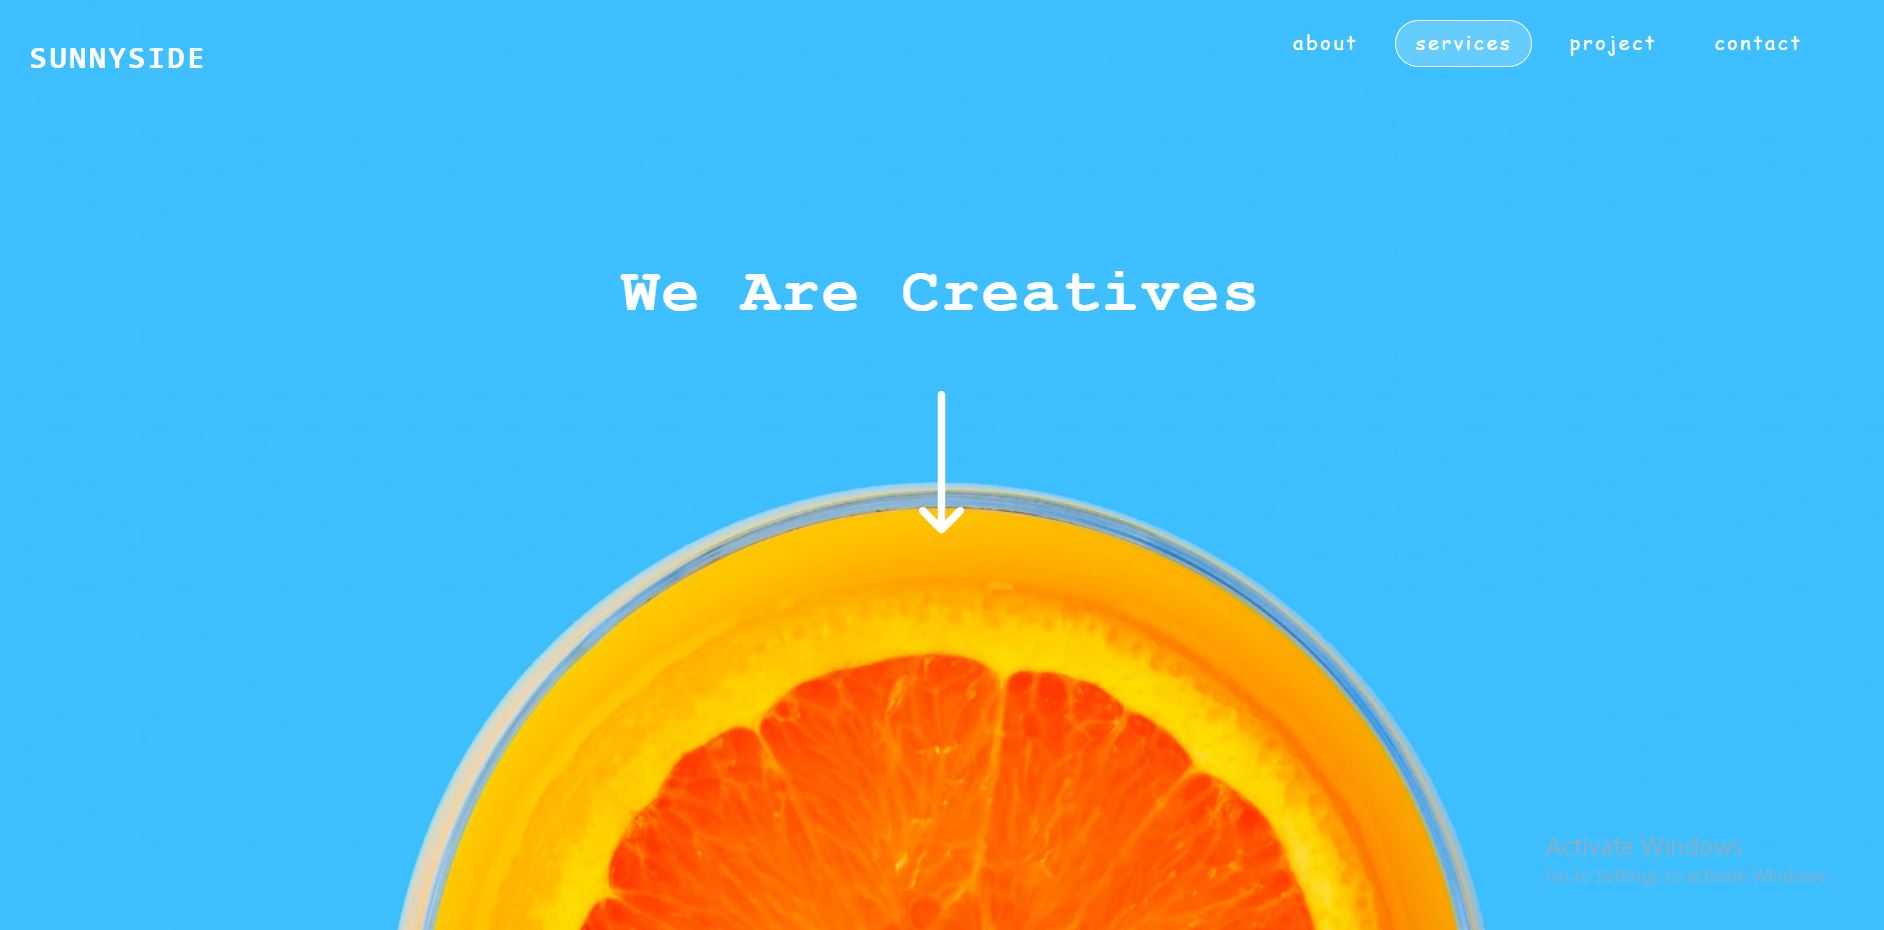 SUNNYSIDE
about services project contact
We Are Creatives
Activate Windows
Go to Settings to activate Windows.